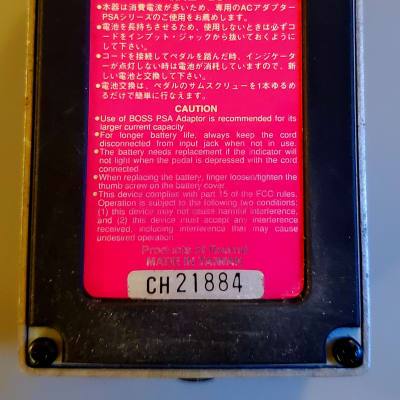 ●本器は消費電流が多いため、専用のACアダプター
PSAシリーズのご使用をお薦めします。
●電池を長持ちさせるため、使用しないときは必ずコ
ードをインプット・ジャックから抜いておくように
して下さい。
●コードを接続してペダルを踏んだ時、インジケータ
ーが点灯しない時は電池が消耗していますので、新
しい電池と交換して下さい。
●電池交換は、ペダルのサムスクリューを1本ゆるめ
るだけで簡単に行なえます。
CAUTION
●Use of BOSS PSA Adaptor is recommended for its
larger current capacity.
●For longer battery life, always keep the cord
disconnected from input jack when not in use.
●The battery needs replacement if the indicator will
not light when the pedal is depressed with the cord
connected.
●When replacing the battery, finger loosen/tighten the
thumb screw on the battery cover.
●This device complies with part 15 of the FCC rules.
Operation is subject to the following two conditions:
(1) this device may not cause harmful interference,
and (2) this device must accept any interference
received, including interference that may cause
undesired operation.
Products of Roland
MADE IN TAIWAN
CH21884